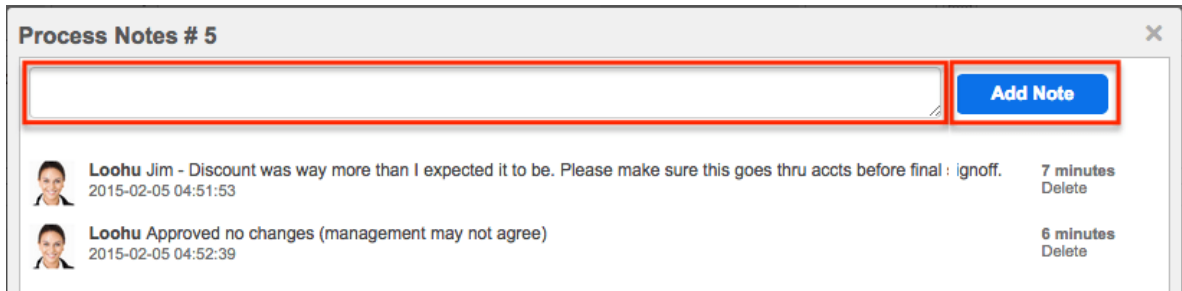 Process Notes # 5
Add Note
Loohu Jim - Discount was way more than I expected it to be. Please make sure this goes thru accts before final signoff.
7 minutes
2015-02-05 04:51:53
Delete
Loohu Approved no changes (management may not agree)
6 minutes
2015-02-05 04:52:39
Delete